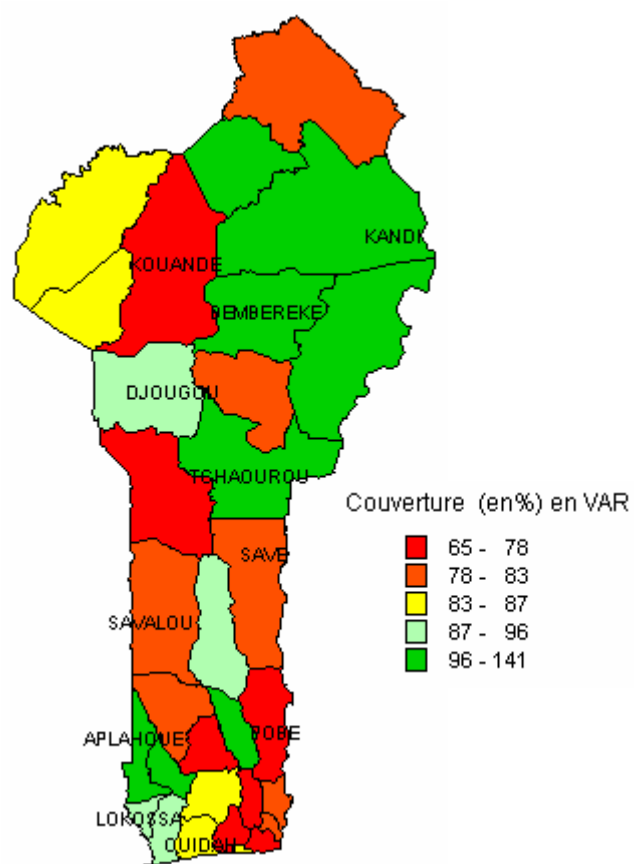 KANDI
KOUANDE
BEMBEREKE
DJOUGOU
TCHAOUROU
Couverture (en%) en VAR
65 - 78
SAVE
78 - 83
83 - 87
SAVALOU
87 - 96
96 - 141
POBE
APLAHOUE
LOKOSSA
OUIDAH